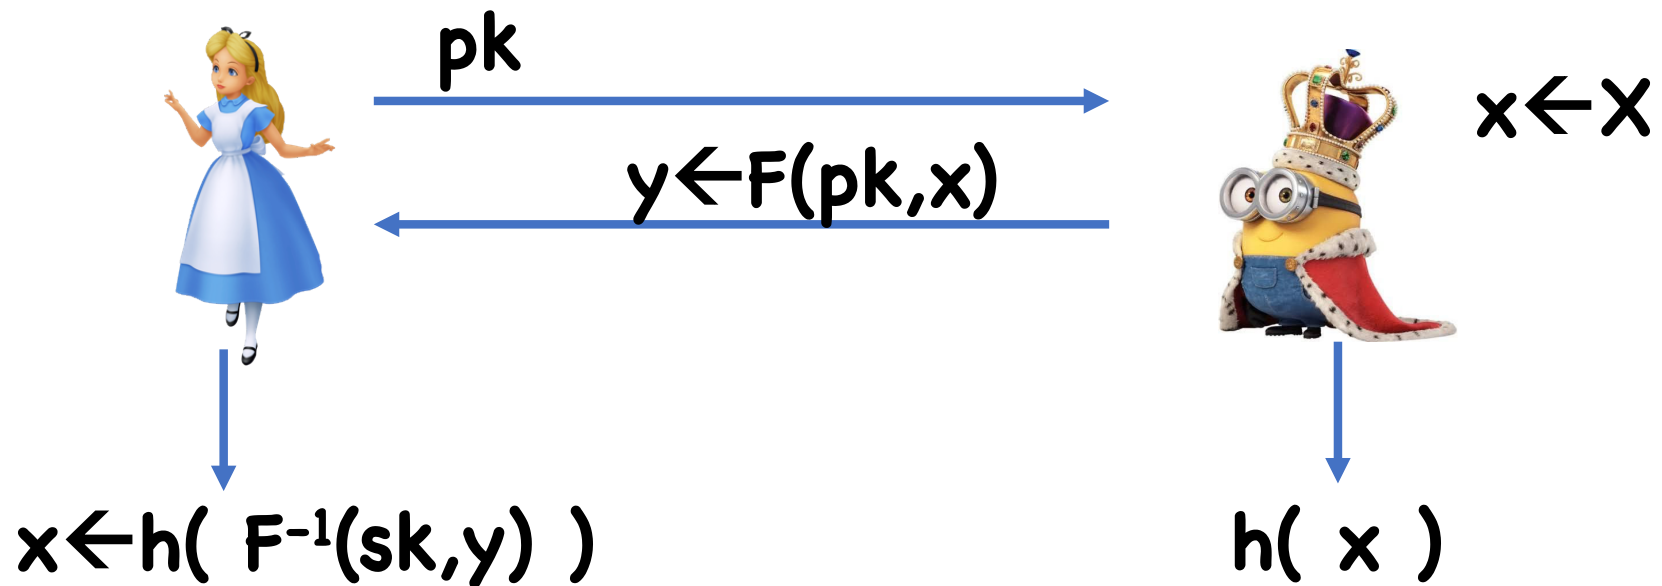 pk
x←X
y←F(pk,x)
x←h( F⁻¹(sk,y) )
h( x )